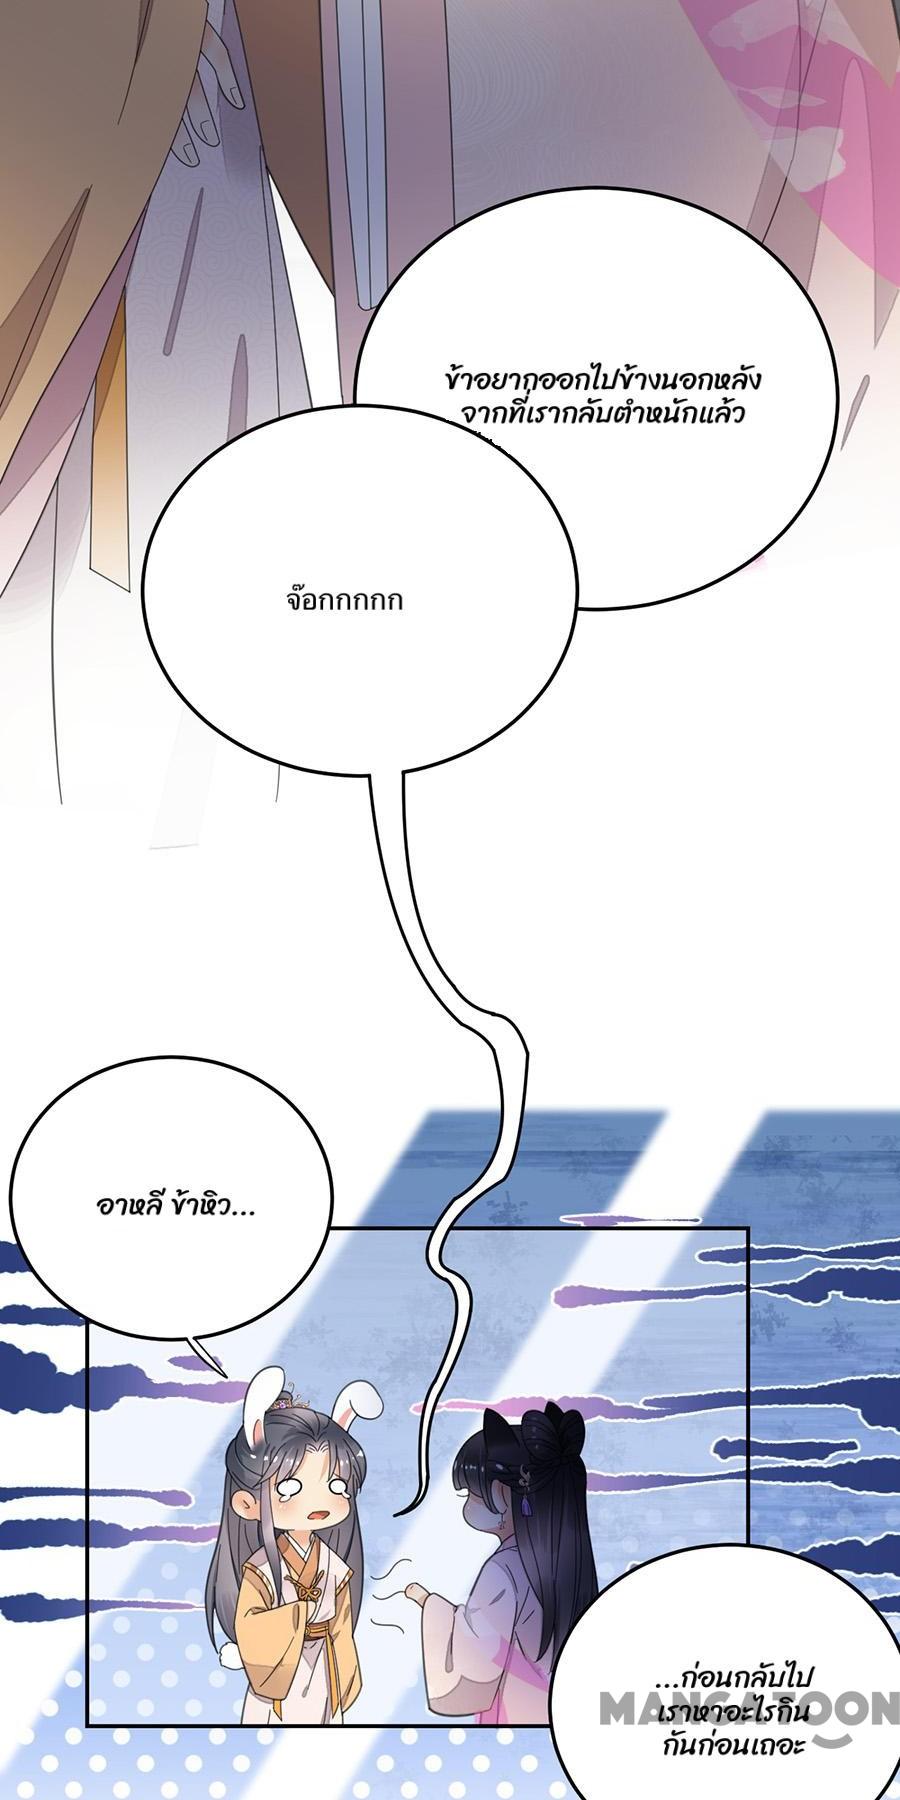 ข้าอยากออกไปข้างนอกหลัง
จากที่เรากลับตำหนักแล้ว
จ๊อกกกกก
อาหลี ข้าหิว...
...ก่อนกลับไป
เราหาอะไรกิน
กันก่อนเถอะ
MANGATOON